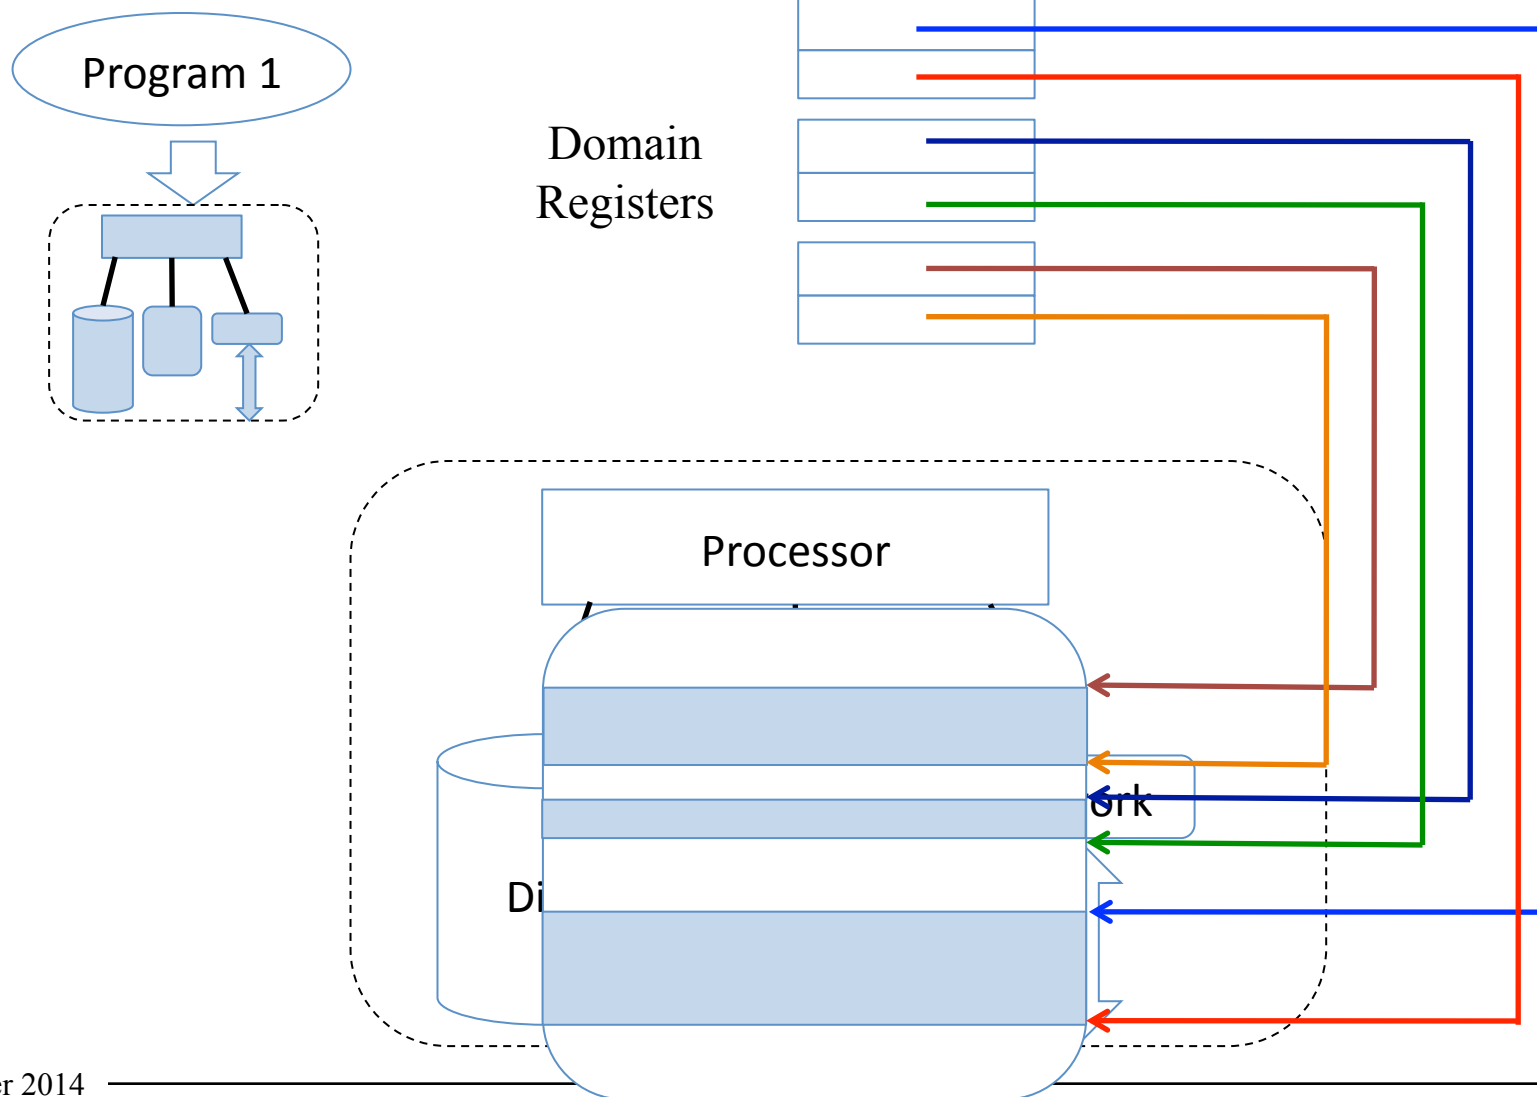 Program 1
Domain
Registers
Processor
ork
Di
er 2014